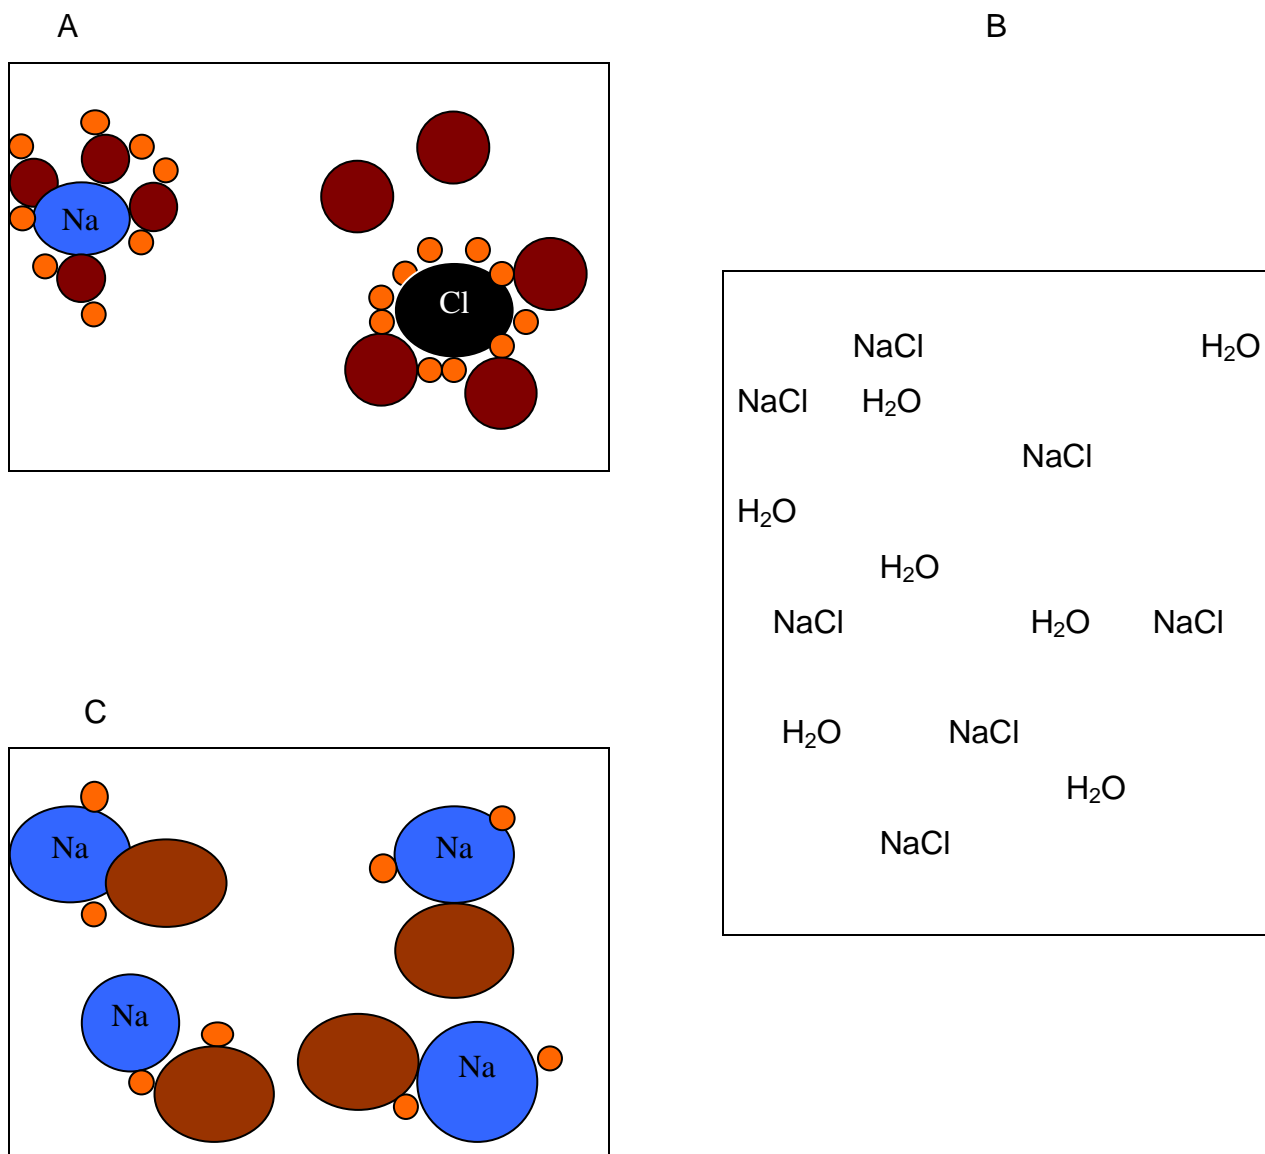 A
B
Na
Cl
NaCl H₂O
NaCl H₂O
NaCl
H₂O
H₂O
NaCl H₂O NaCl
H₂O NaCl
H₂O
NaCl
C
Na Na
Na
Na